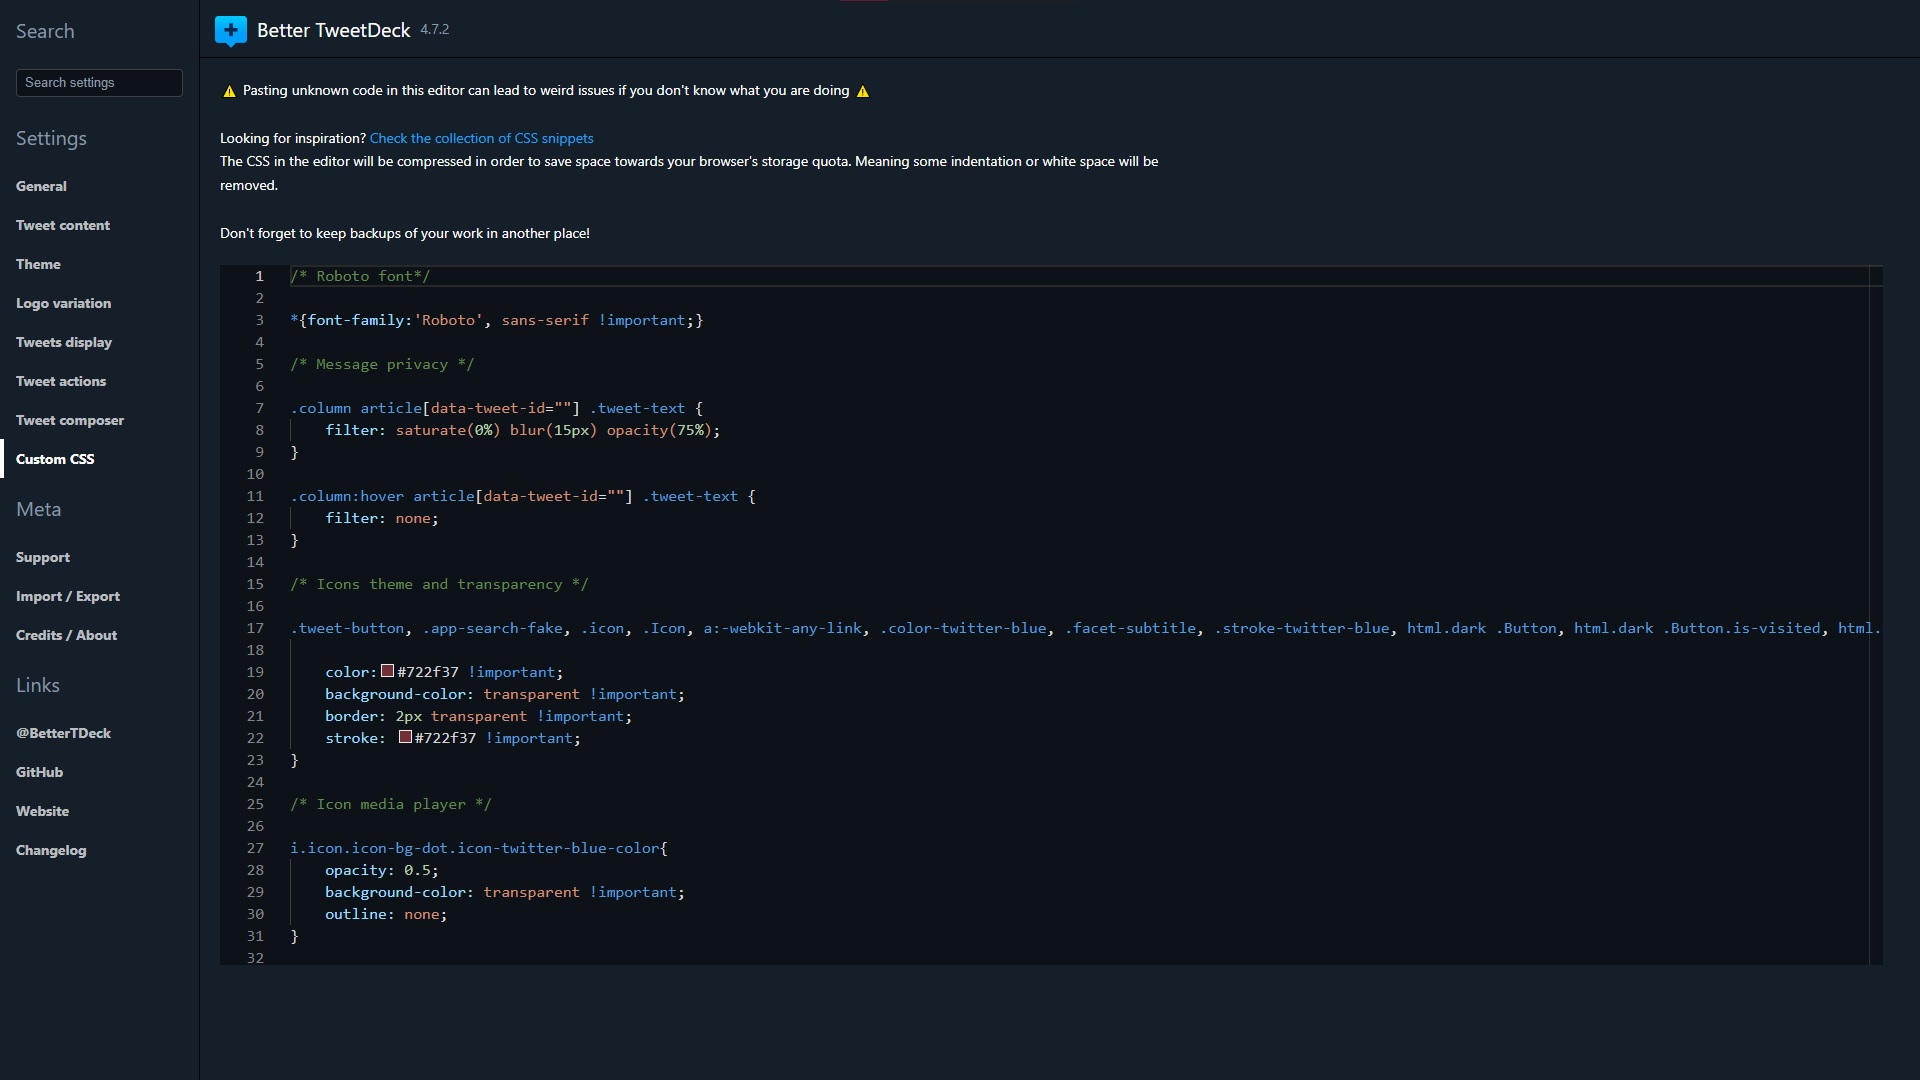 Search
Search settings
Settings
General
Tweet content
Theme
Logo variation
Tweets display
Tweet actions
Tweet composer
Custom CSS
Meta
Support
Import / Export
Credits / About
Links
@BetterTDeck
GitHub
Website
Changelog
Better TweetDeck 4.7.2
⚠ Pasting unknown code in this editor can lead to weird issues if you don't know what you are doing ⚠
Looking for inspiration? Check the collection of CSS snippets
The CSS in the editor will be compressed in order to save space towards your browser's storage quota. Meaning some indentation or white space will be
removed.
Don't forget to keep backups of your work in another place!
1 /* Roboto font*/
2
3 *{font-family:'Roboto', sans-serif !important;}
4
5 /* Message privacy */
6
7 .column article[data-tweet-id=""] .tweet-text {
8 filter: saturate(0%) blur(15px) opacity(75%);
9 }
10
11 .column:hover article[data-tweet-id=""] .tweet-text {
12 filter: none;
13 }
14
15 /* Icons theme and transparency */
16
17 .tweet-button, .app-search-fake, .icon, .Icon, a:-webkit-any-link, .color-twitter-blue, .facet-subtitle, .stroke-twitter-blue, html.dark .Button, html.dark .Button.is-visited, html.
18
19 color: #722f37 !important;
20 background-color: transparent !important;
21 border: 2px transparent !important;
22 stroke: #722f37 !important;
23 }
24
25 /* Icon media player */
26
27 i.icon.icon-bg-dot.icon-twitter-blue-color{
28 opacity: 0.5;
29 background-color: transparent !important;
30 outline: none;
31 }
32